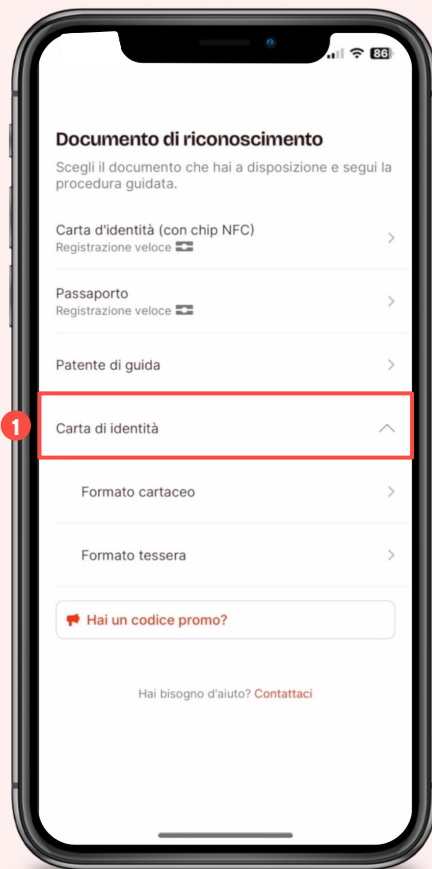 86
Documento di riconoscimento
Scegli il documento che hai a disposizione e segui la
procedura guidata.
Carta d'identità (con chip NFC)
Registrazione veloce
Passaporto
Registrazione veloce
Patente di guida
1
Carta di identità
Formato cartaceo
Formato tessera
Hai un codice promo?
Hai bisogno d'aiuto? Contattaci